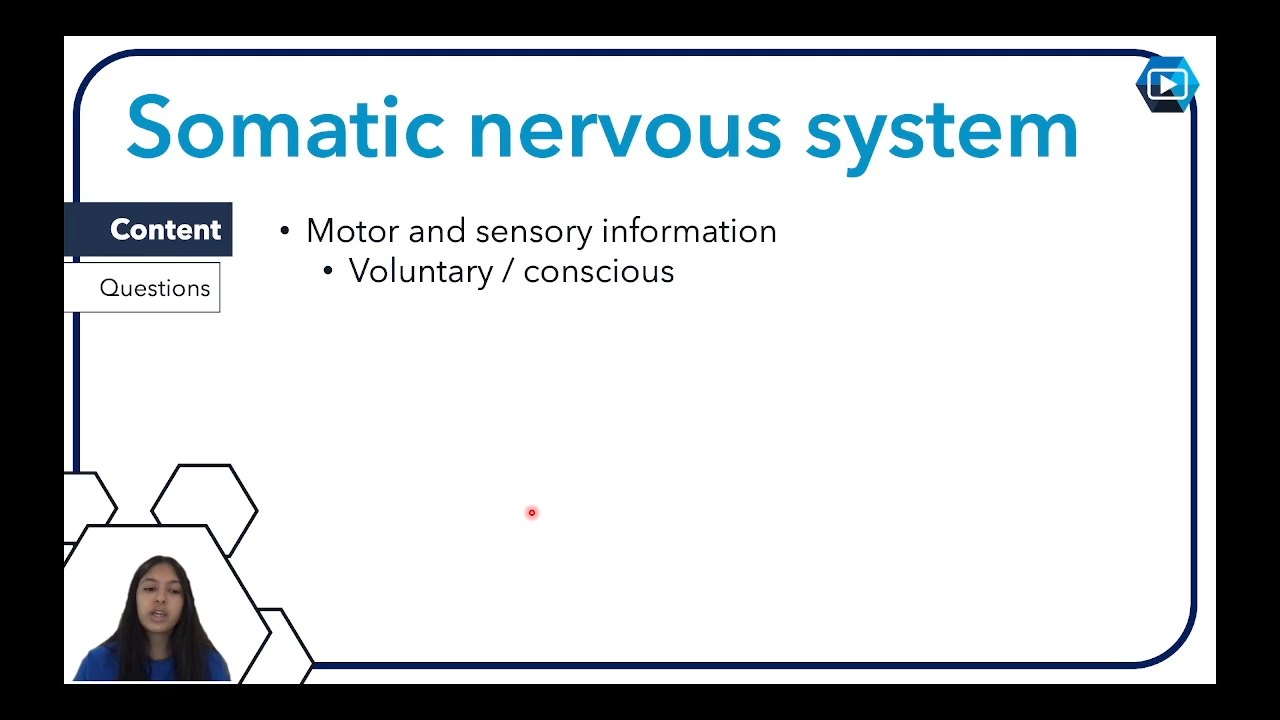 Somatic nervous system
Content
Questions
• Motor and sensory information
• Voluntary / conscious